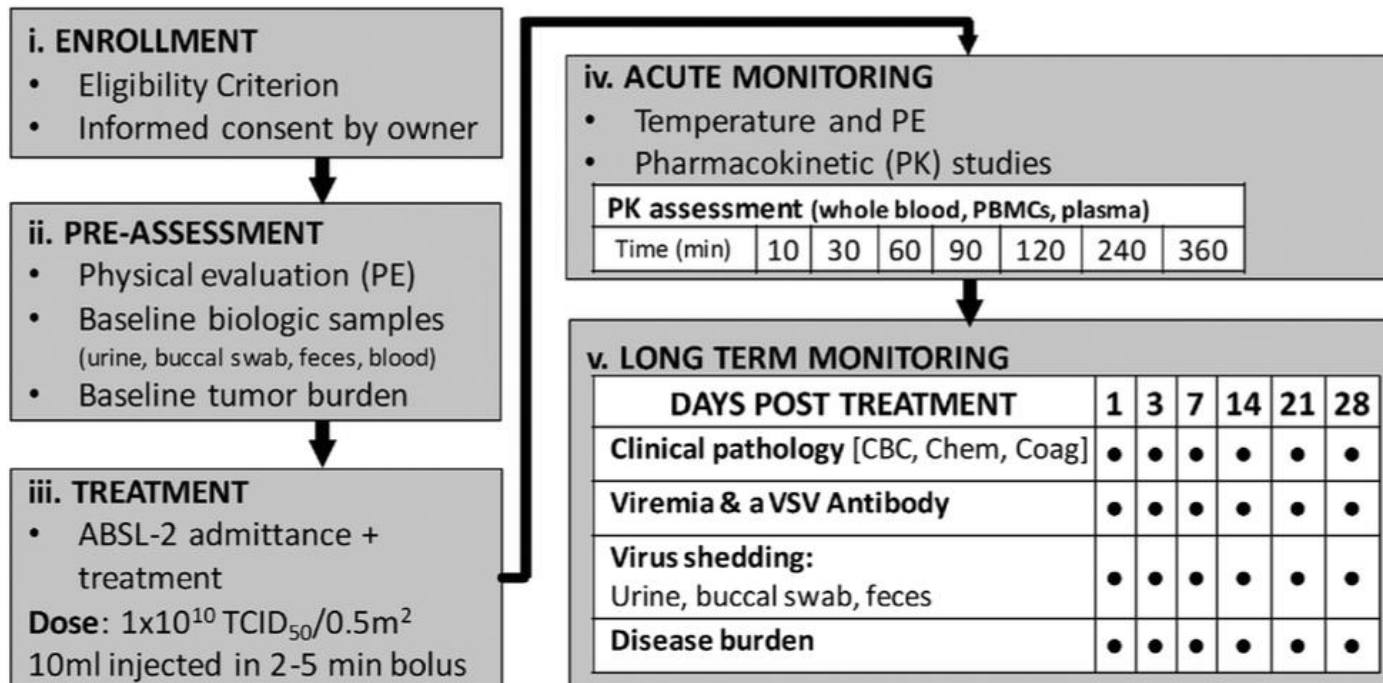 i. ENROLLMENT
• Eligibility Criterion
• Informed consent by owner
ii. PRE-ASSESSMENT
• Physical evaluation (PE)
• Baseline biologic samples
(urine, buccal swab, feces, blood)
• Baseline tumor burden
iii. TREATMENT
• ABSL-2 admittance +
treatment
Dose: 1x10¹⁰ TCID₅₀/0.5m²
10ml injected in 2-5 min bolus
iv. ACUTE MONITORING
• Temperature and PE
• Pharmacokinetic (PK) studies
PK assessment (whole blood, PBMCs, plasma)
Time (min) 10 30 60 90 120 240 360
v. LONG TERM MONITORING
DAYS POST TREATMENT 1 3 7 14 21 28
Clinical pathology [CBC, Chem, Coag] • • • • • •
Viremia & aVSV Antibody • • • • • •
Virus shedding:
Urine, buccal swab, feces • • • • • •
Disease burden • • • • • •